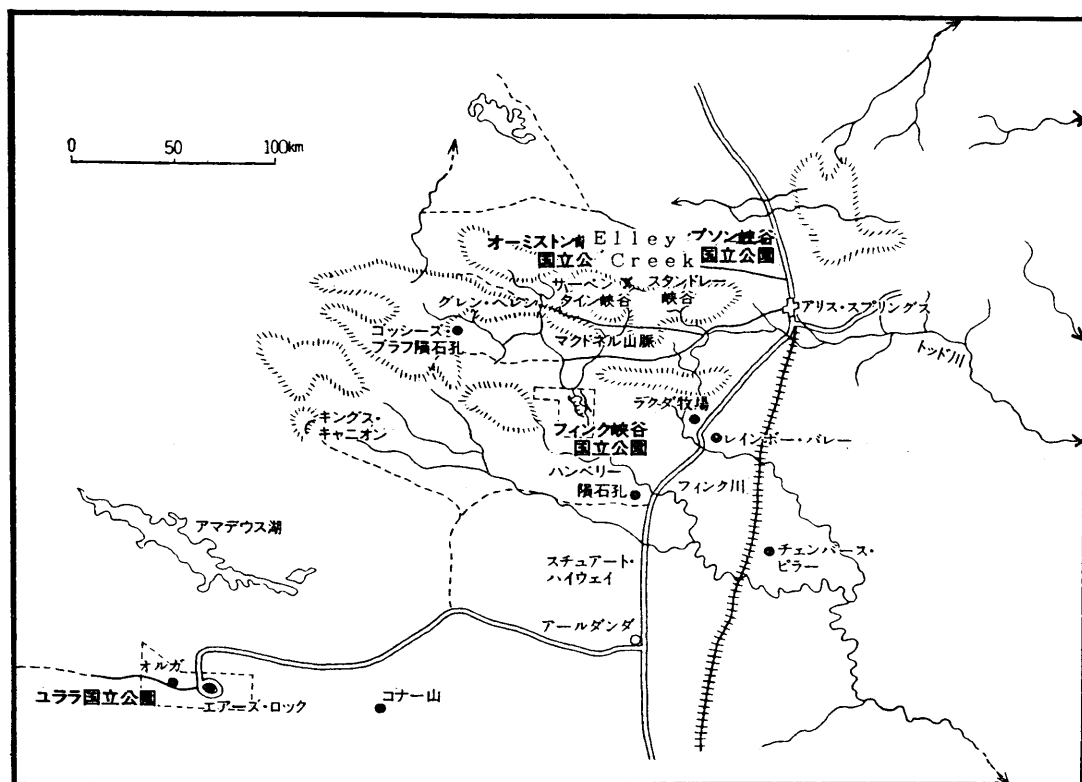 0 50 100km
オーミストン
国立公
Elley
Creek
プソン峡谷
国立公園
サーペン
タイン峡谷
スタンドレー
峡谷
グレン・ヘレン
アリス・スプリングス
ゴッシーズ・
ブラフ隕石孔
マクドネル山脈
トッド川
キングス・
キャニオン
ラクダ牧場
フィンク峡谷
国立公園
レインボー・バレー
ハンベリー
隕石孔
フィンク川
アマデウス湖
スチュアート・
ハイウェイ
チェンバース・
ピラー
アールダンダ
オルガ
ユララ国立公園
エアーズ・ロック
コナー山